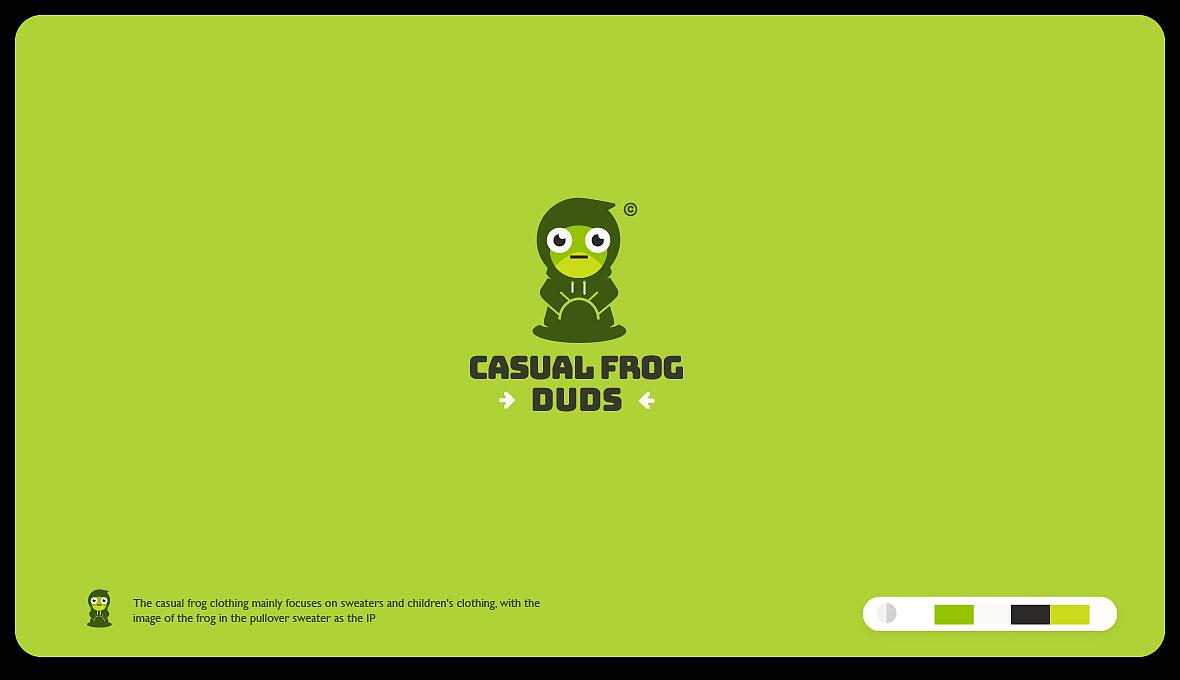 ©
CASUAL FROG
DUDS
The casual frog clothing mainly focuses on sweaters and children's clothing, with the
image of the frog in the pullover sweater as the IP